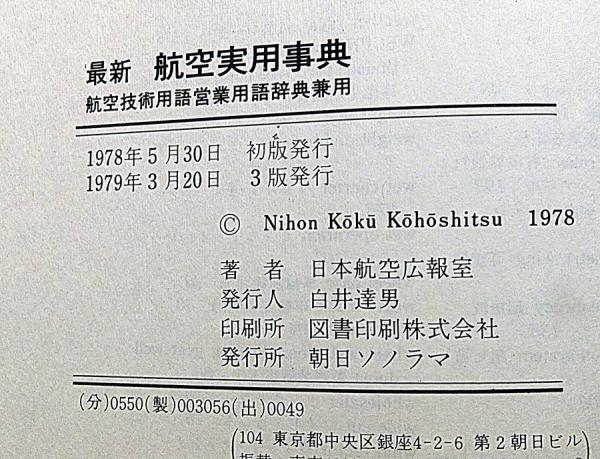 最新 航空実用事典
航空技術用語営業用語辞典兼用
1978年5月30日 初版発行
1979年3月20日 3版発行
© Nihon Kōkū Kōhōshitsu 1978
著者 日本航空広報室
発行人 白井達男
印刷所 図書印刷株式会社
発行所 朝日ソノラマ
(分)0550(製)003056(出)0049
104 東京都中央区銀座4-2-6 第2朝日ビル